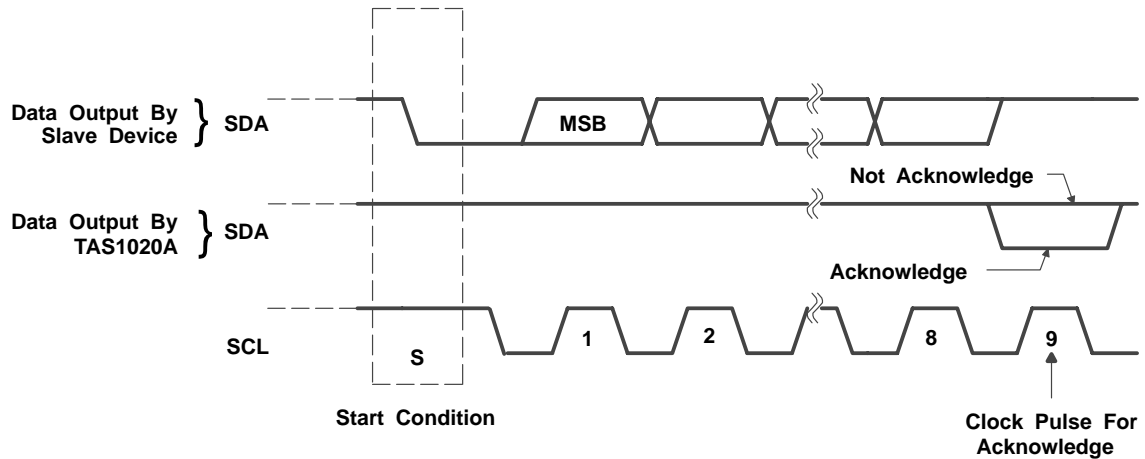 Data Output By
Slave Device } SDA
MSB
Not Acknowledge
Data Output By
TAS1020A } SDA
Acknowledge
SCL
S
1
2
8
9
Start Condition
Clock Pulse For
Acknowledge